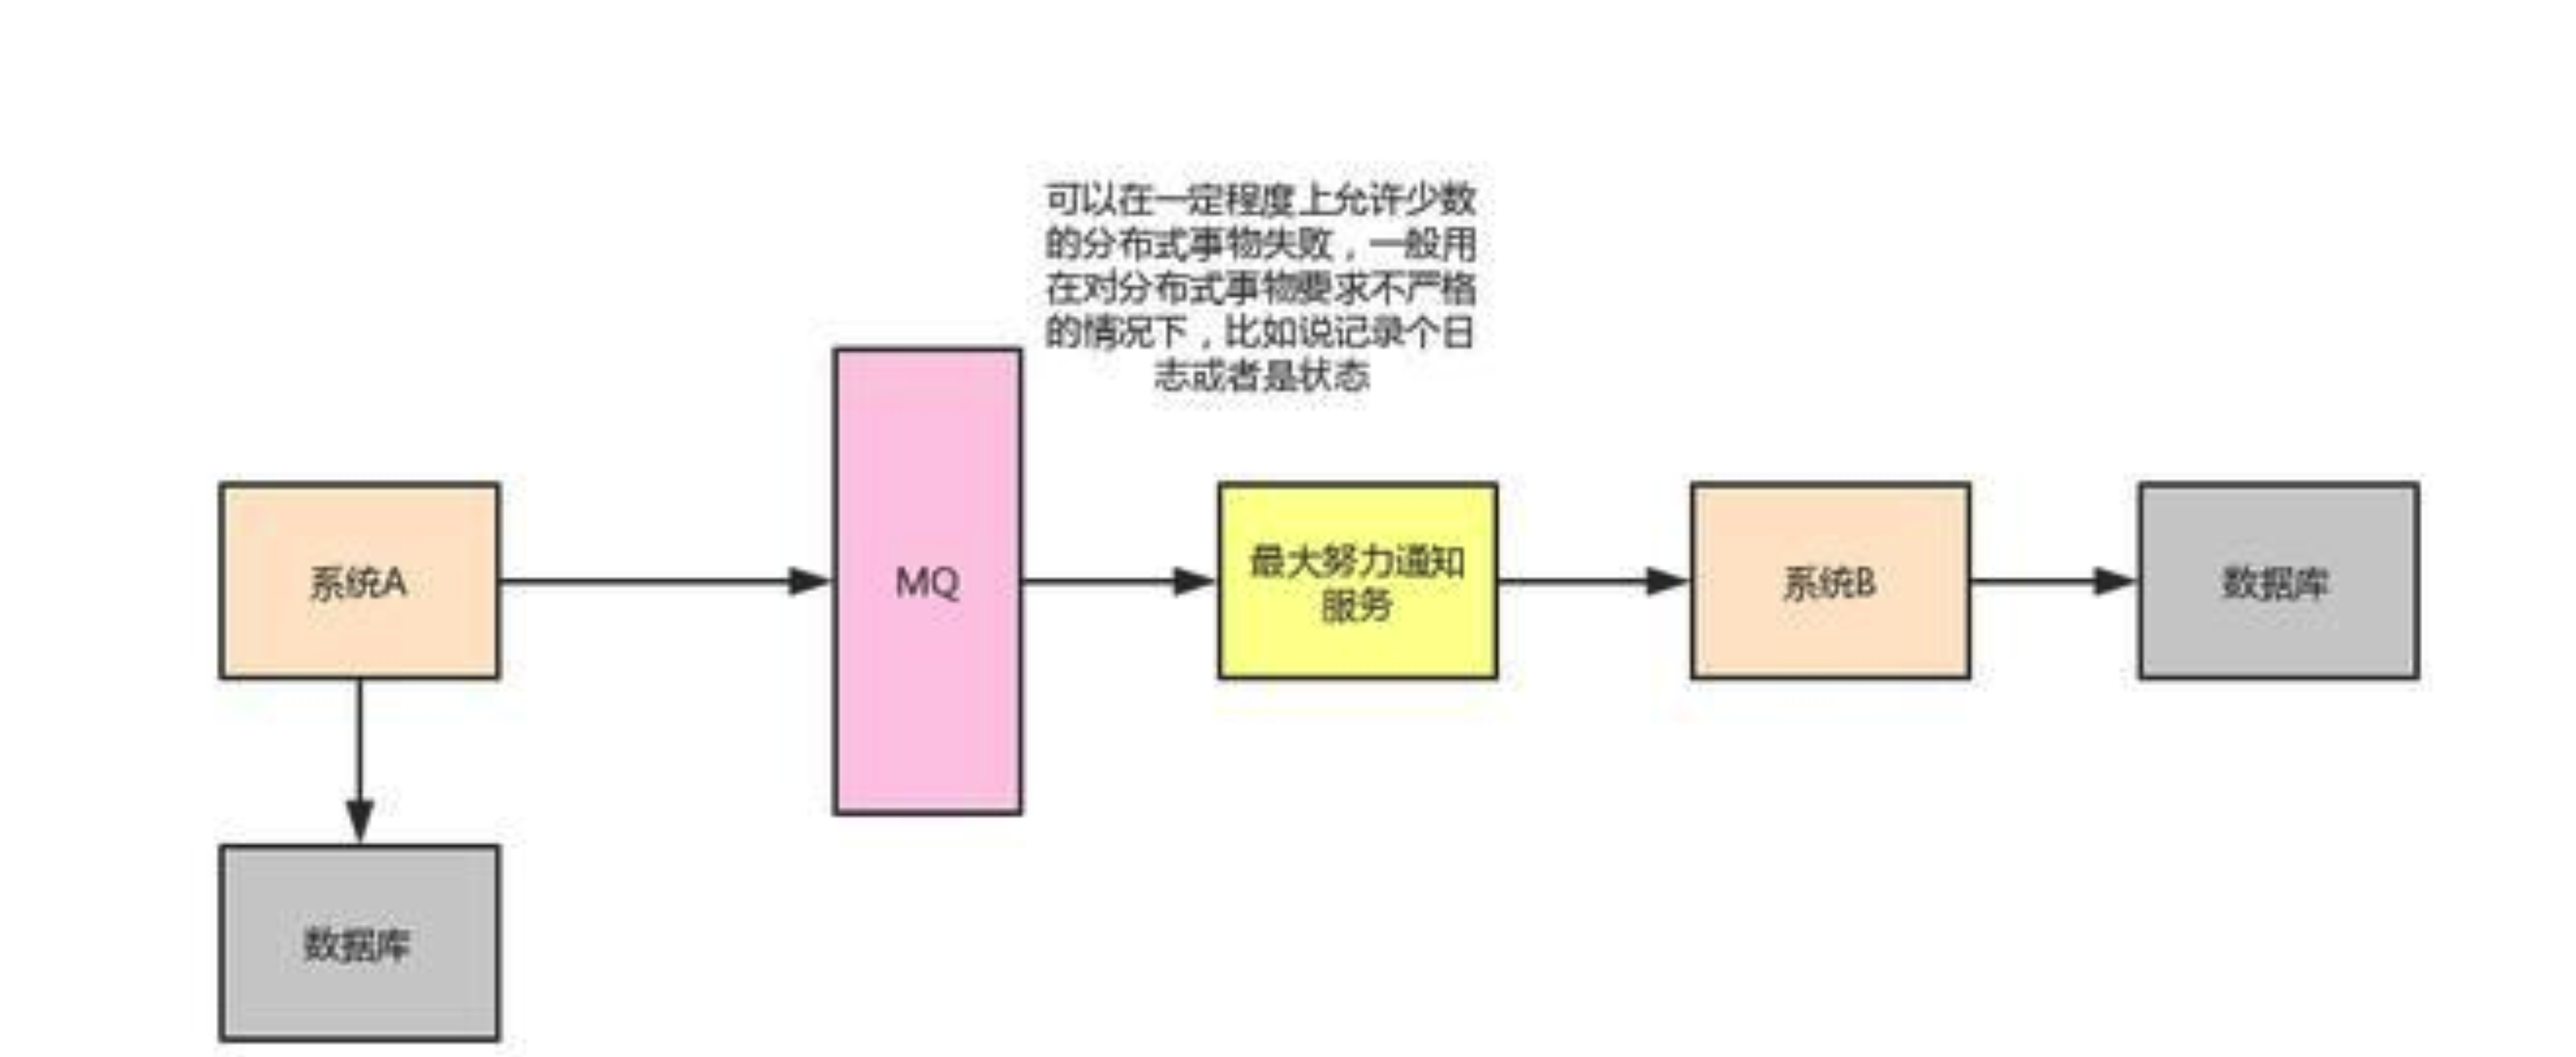 可以在一定程度上允许少数
的分布式事物失败，一般用
在对分布式事物要求不严格
的情况下，比如说记录个日
志或者是状态
系统A
MQ
最大努力通知
服务
系统B
数据库
数据库